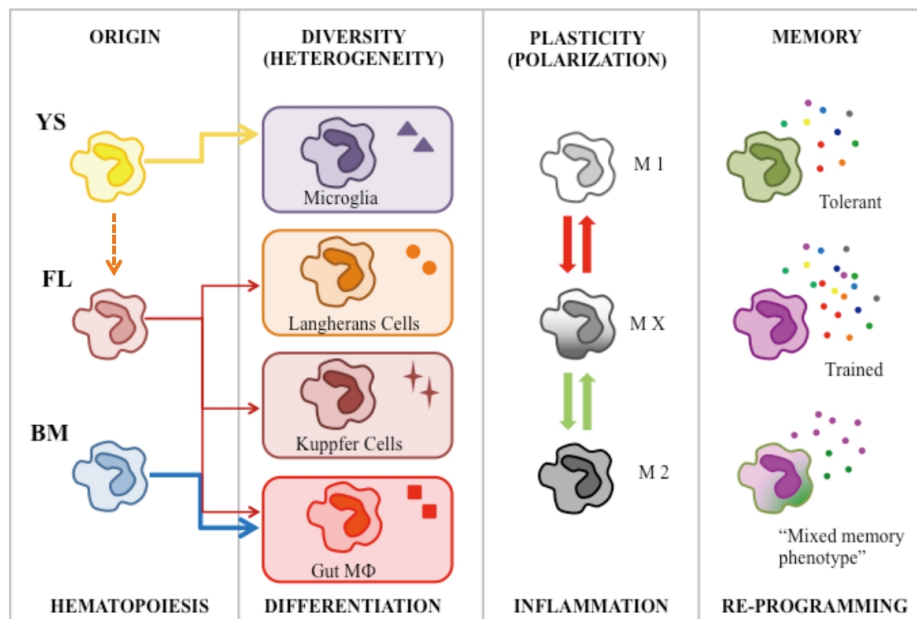 ORIGIN
YS
FL
BM
HEMATOPOIESIS
DIVERSITY
(HETEROGENEITY)
Microglia
Langherans Cells
Kuppfer Cells
Gut MΦ
DIFFERENTIATION
PLASTICITY
(POLARIZATION)
M 1
M X
M 2
INFLAMMATION
MEMORY
Tolerant
Trained
“Mixed memory
phenotype”
RE-PROGRAMMING